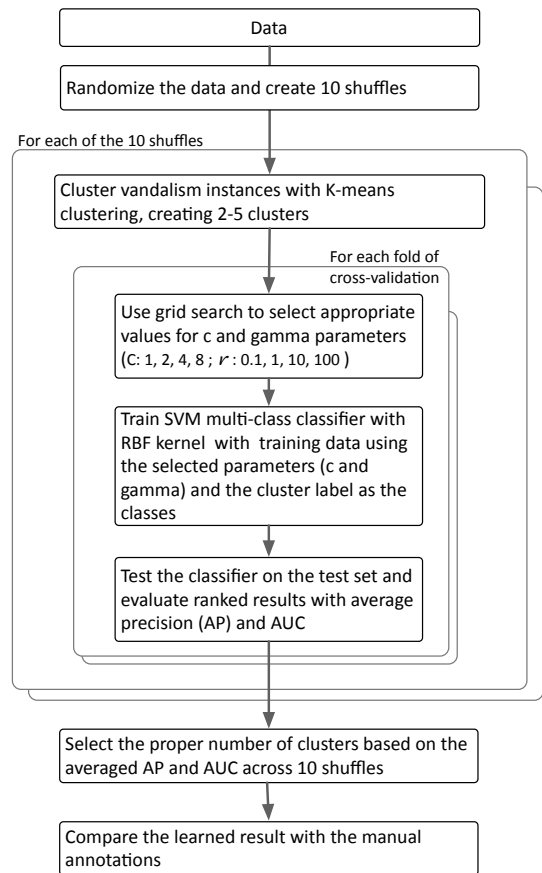 Data
Randomize the data and create 10 shuffles
For each of the 10 shuffles
Cluster vandalism instances with K-means
clustering, creating 2-5 clusters
For each fold of
cross-validation
Use grid search to select appropriate
values for c and gamma parameters
(C: 1, 2, 4, 8 ; r : 0.1, 1, 10, 100 )
Train SVM multi-class classifier with
RBF kernel with training data using
the selected parameters (c and
gamma) and the cluster label as the
classes
Test the classifier on the test set and
evaluate ranked results with average
precision (AP) and AUC
Select the proper number of clusters based on the
averaged AP and AUC across 10 shuffles
Compare the learned result with the manual
annotations